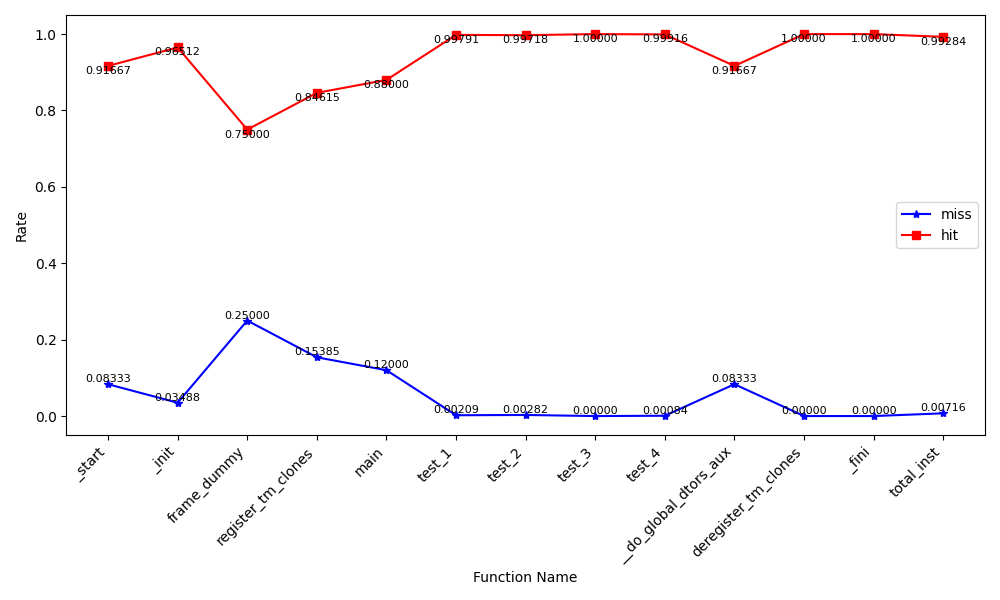 1.0
0.8
0.6
0.4
0.2
0.0
Rate
0.91667
0.96512
0.75000
0.84615
0.88000
0.99791
0.99718
1.00000
0.99916
0.91667
1.00000
1.00000
0.99284
miss
hit
0.08333
0.03488
0.25000
0.15385
0.12000
0.00209
0.00282
0.00000
0.00084
0.08333
0.00000
0.00000
0.00716
_start
_init
frame_dummy
register_tm_clones
main
test_1
test_2
test_3
test_4
__do_global_dtors_aux
deregister_tm_clones
_fini
total_inst
Function Name